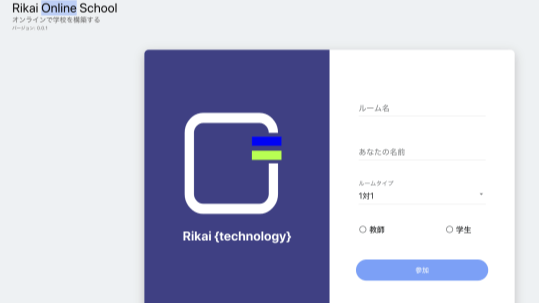 Rikai Online School
オンラインで学校を構築する
バージョン: 0.0.1
ルーム名
あなたの名前
ルームタイプ
1対1
教師
学生
参加
Rikai {technology}